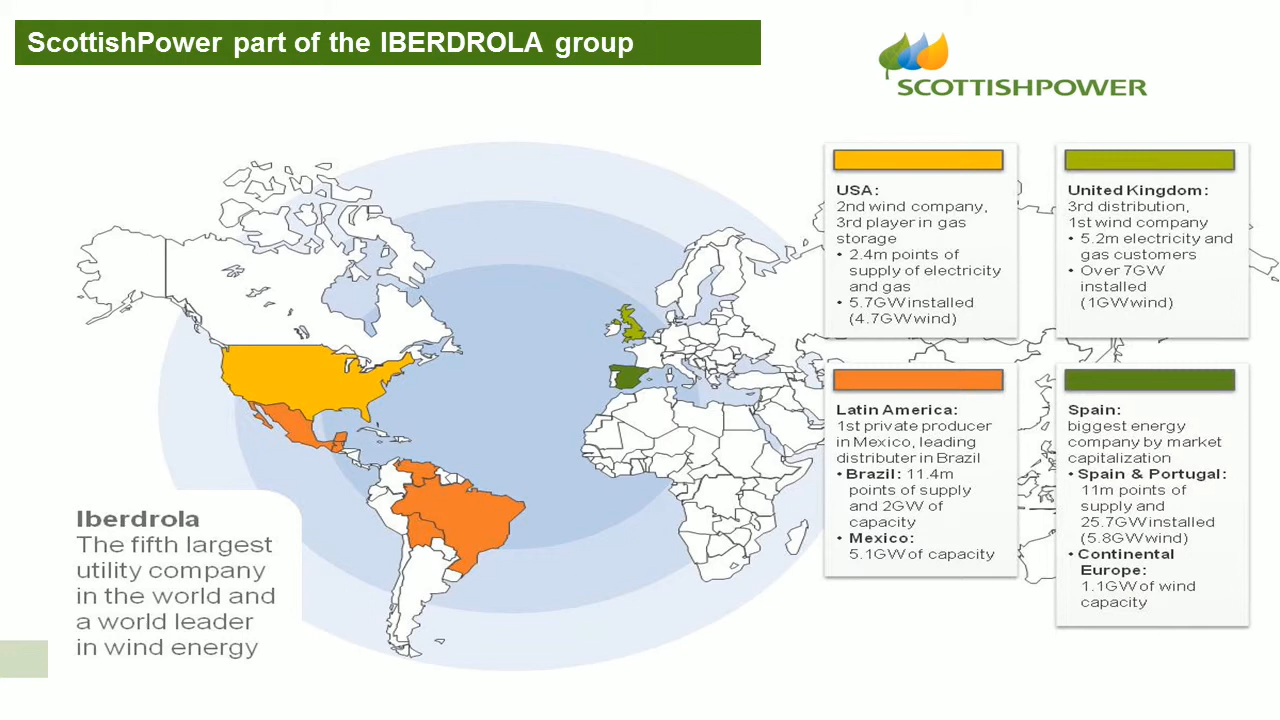 ScottishPower part of the IBERDROLA group
SCOTTISHPOWER
USA:
2nd wind company,
3rd player in gas
storage
• 2.4m points of
supply of electricity
and gas
• 5.7GW installed
(4.7GW wind)
United Kingdom:
3rd distribution,
1st wind company
• 5.2m electricity and
gas customers
• Over 7GW
installed
(1GW wind)
Latin America:
1st private producer
in Mexico, leading
distributer in Brazil
• Brazil: 11.4m
points of supply
and 2GW of
capacity
• Mexico:
5.1GW of capacity
Spain:
biggest energy
company by market
capitalization
• Spain & Portugal:
11m points of
supply and
25.7GW installed
(5.8GW wind)
• Continental
Europe:
1.1GW of wind
capacity
Iberdrola
The fifth largest
utility company
in the world and
a world leader
in wind energy